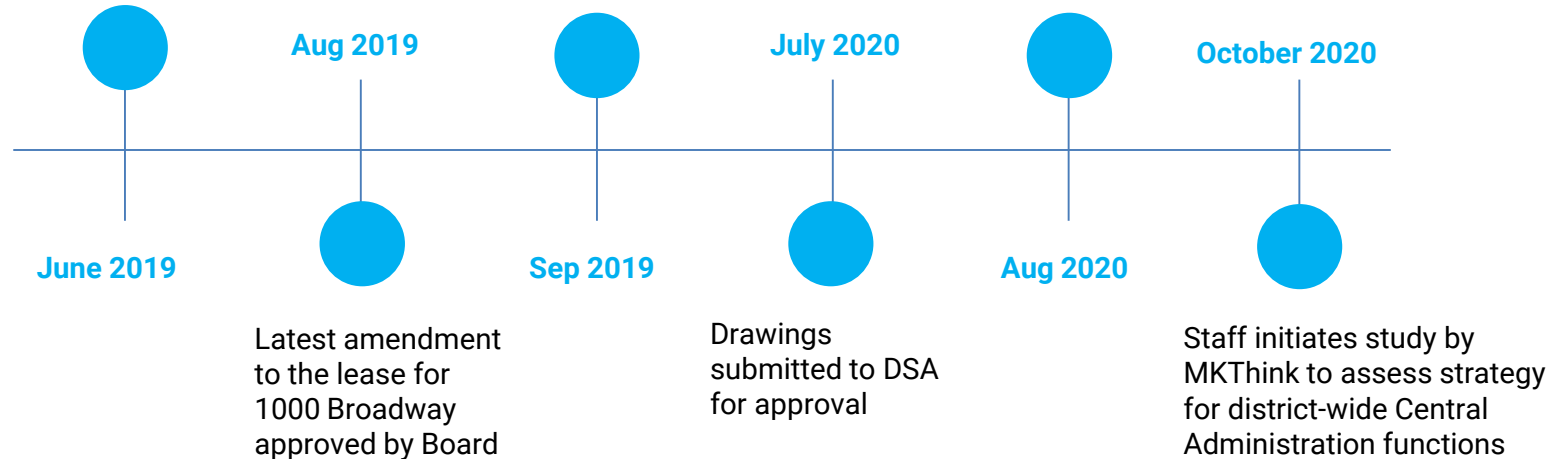 Aug 2019
July 2020
October 2020
June 2019
Sep 2019
Aug 2020
Latest amendment
to the lease for
1000 Broadway
approved by Board
Drawings
submitted to DSA
for approval
Staff initiates study by
MKThink to assess strategy
for district-wide Central
Administration functions